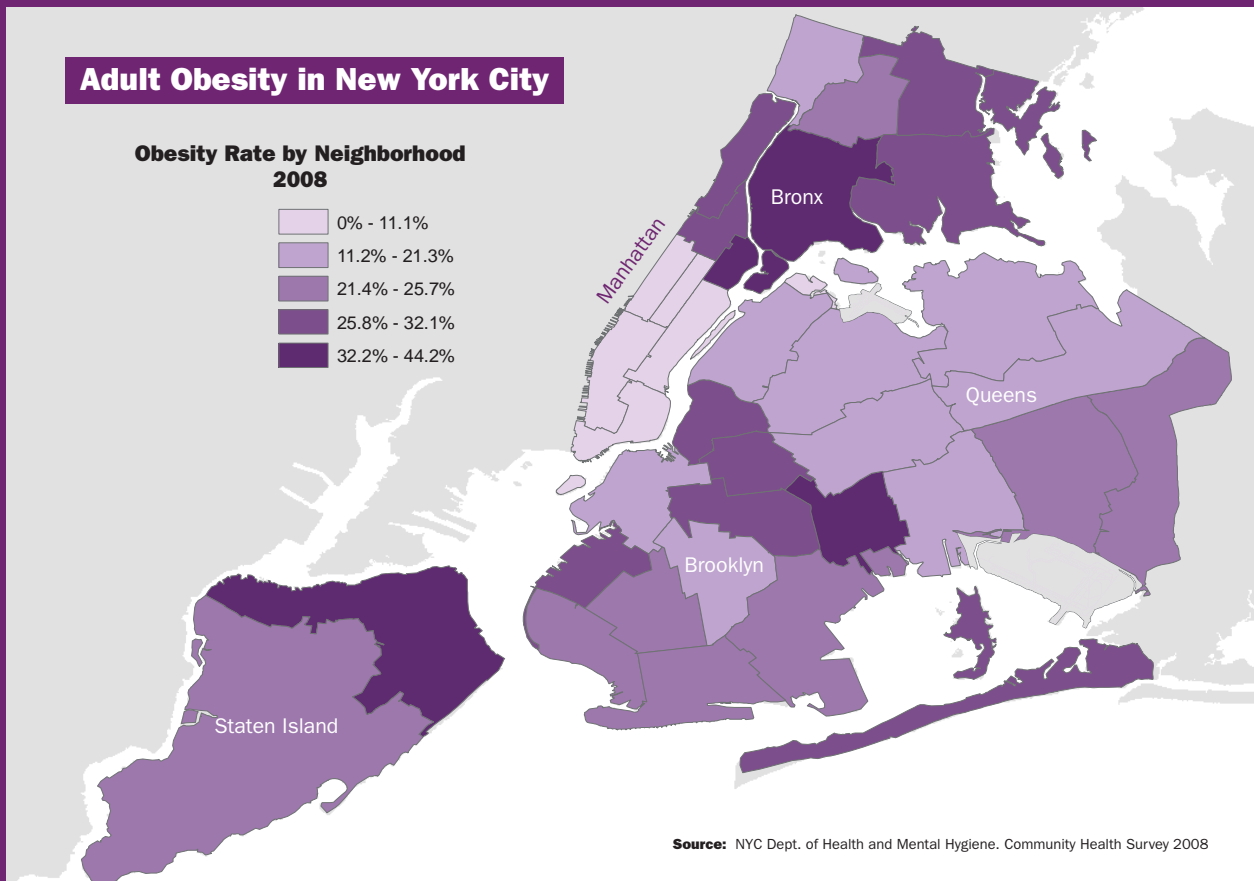 Adult Obesity in New York City
Obesity Rate by Neighborhood
2008
0% - 11.1%
11.2% - 21.3%
21.4% - 25.7%
25.8% - 32.1%
32.2% - 44.2%
Manhattan
Bronx
Queens
Brooklyn
Staten Island
Source: NYC Dept. of Health and Mental Hygiene. Community Health Survey 2008